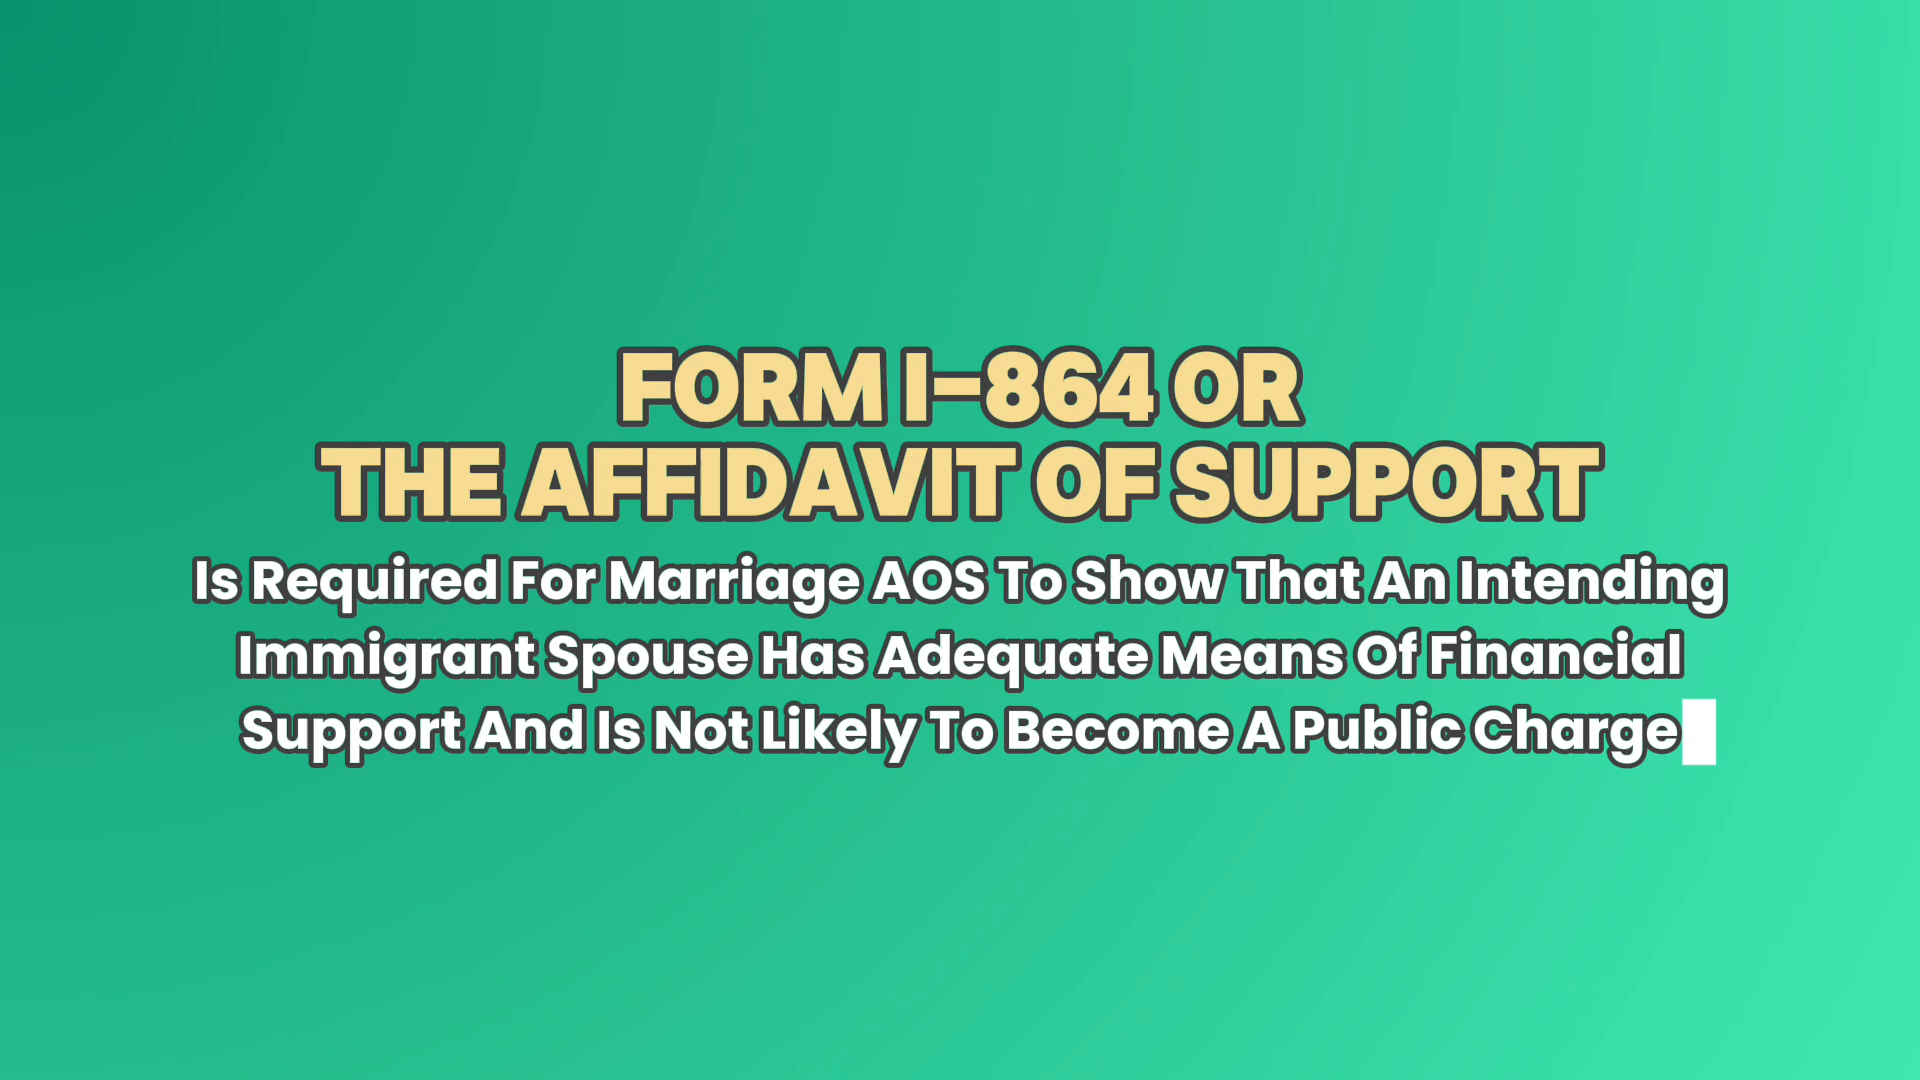 FORM I-864 OR
THE AFFIDAVIT OF SUPPORT
Is Required For Marriage AOS To Show That An Intending
Immigrant Spouse Has Adequate Means Of Financial
Support And Is Not Likely To Become A Public Charge